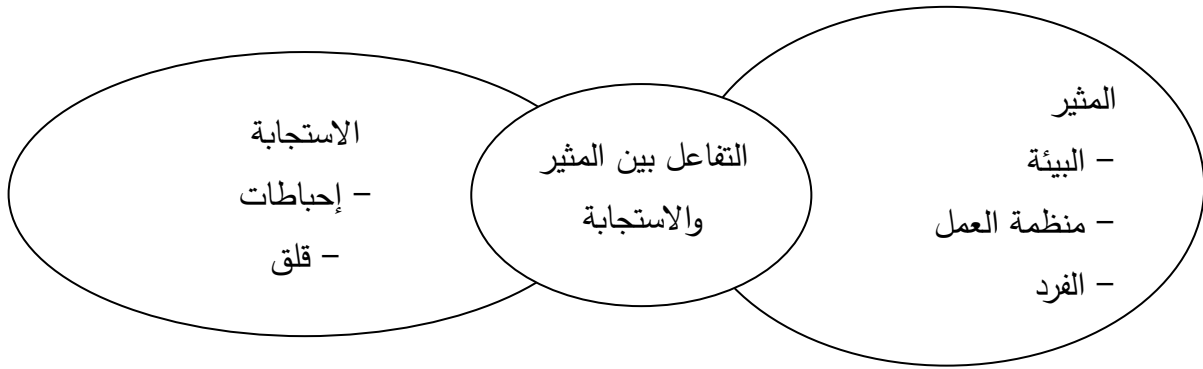 المثير
– البيئة
– منظمة العمل
– الفرد
التفاعل بين المثير
والاستجابة
الاستجابة
– إحباطات
– قلق